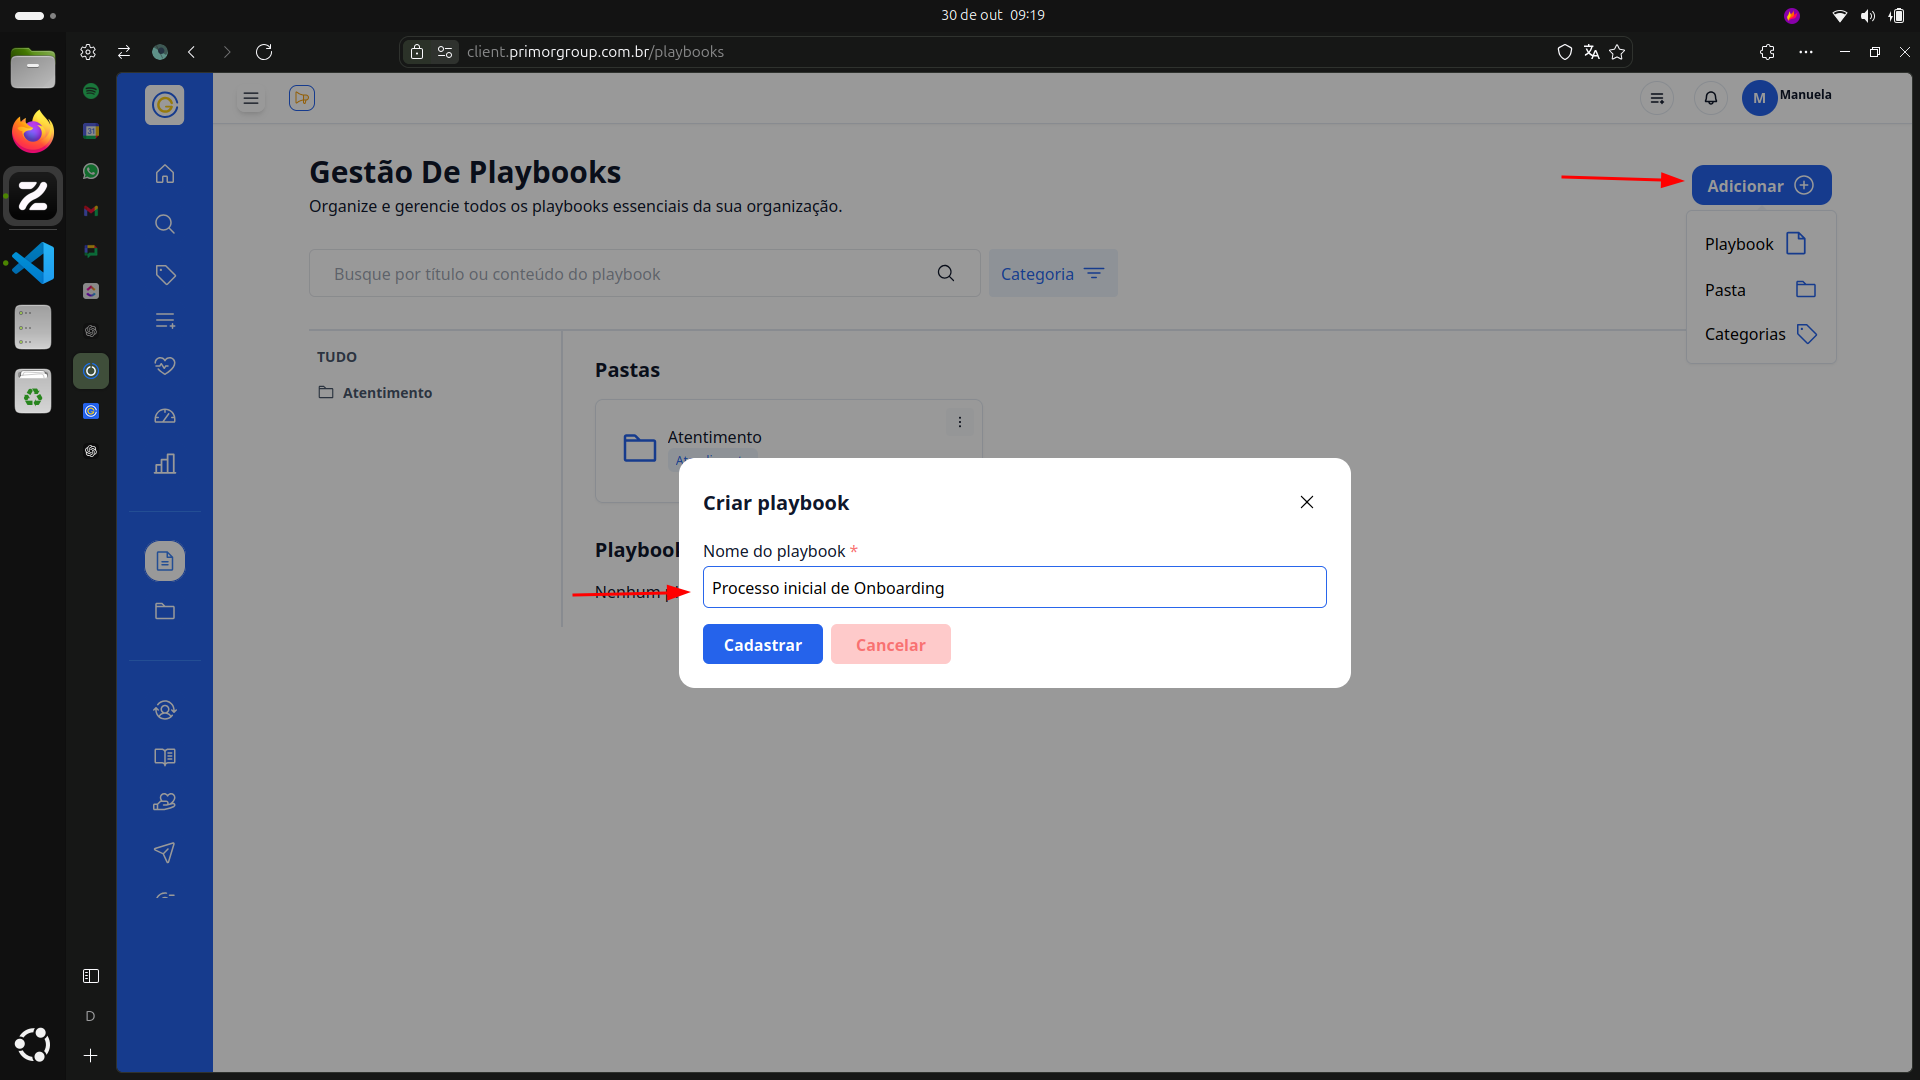 30 de out 09:19
client.primorgroup.com.br/playbooks
M Manuela
Gestão De Playbooks
Organize e gerencie todos os playbooks essenciais da sua organização.
Adicionar
Playbook
Pasta
Categorias
Busque por título ou conteúdo do playbook
Categoria
TUDO
Atentimento
Pastas
Atentimento
Criar playbook
Nome do playbook *
Processo inicial de Onboarding
Cadastrar
Cancelar
Nenhum
D